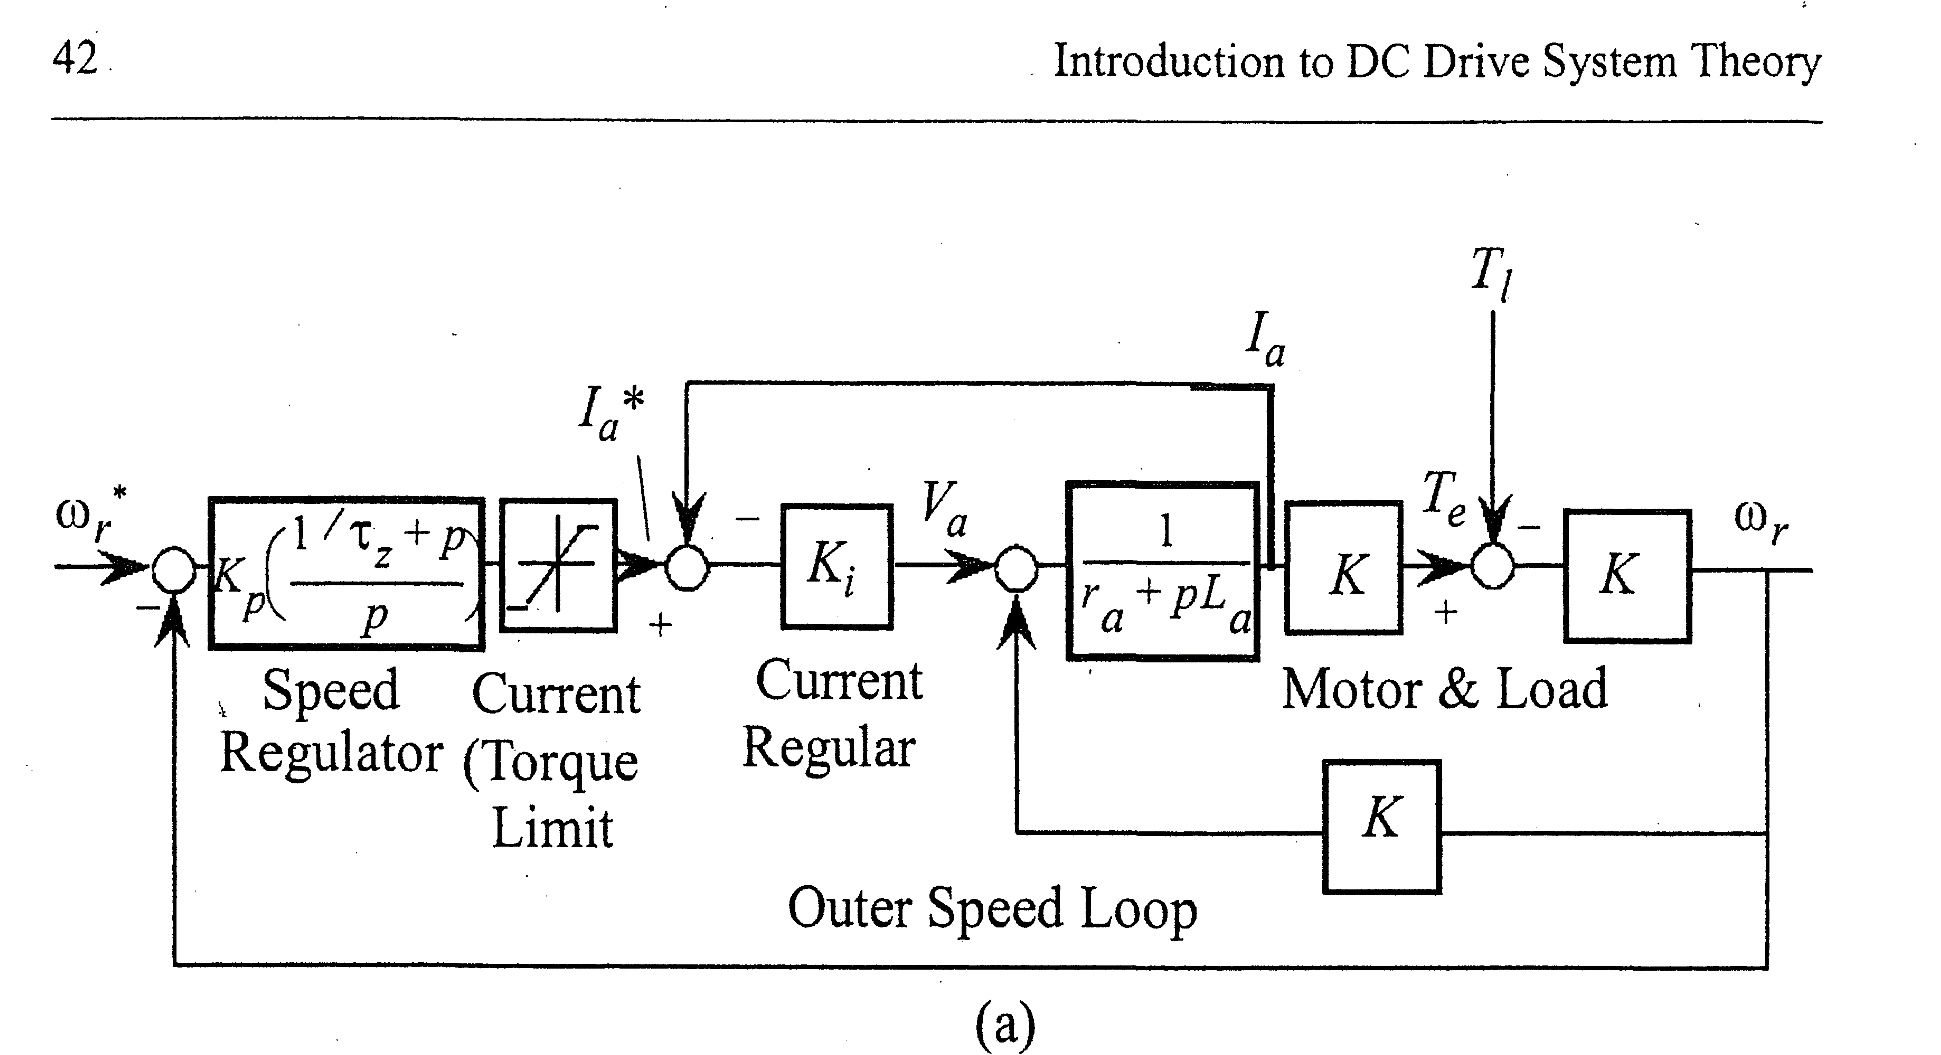 42
Introduction to DC Drive System Theory
T_l
I_a
I_a*
ω_r*
−
K_p( (1/τ_z + p) / p )
+
−
K_i
V_a
1 / (r_a + pL_a)
K
T_e
+
−
K
ω_r
Speed
Regulator
Current
(Torque
Limit
Current
Regular
Motor & Load
K
Outer Speed Loop
(a)